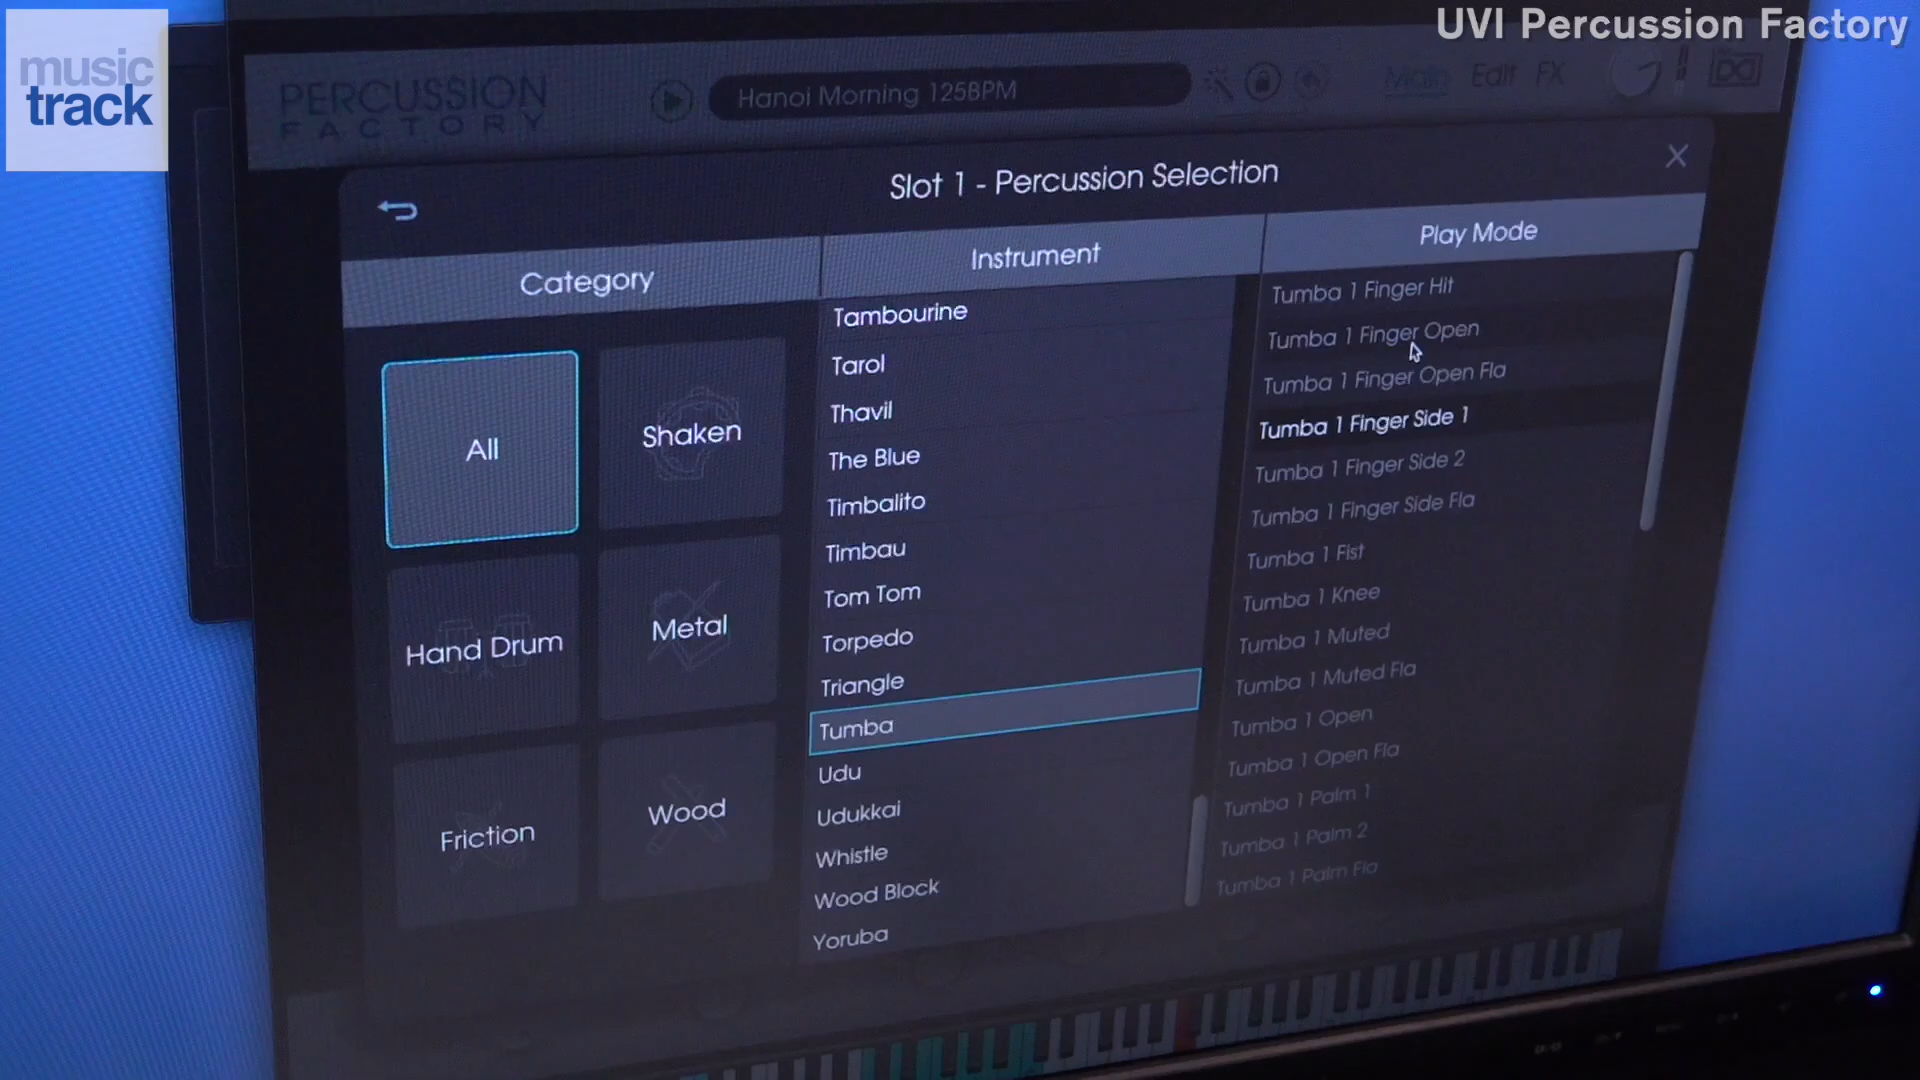 UVI Percussion Factory
music
track
PERCUSSION
FACTORY
Hanoi Morning 125BPM
Main Edit FX
Slot 1 - Percussion Selection
Category
Instrument
Play Mode
All
Shaken
Hand Drum
Metal
Friction
Wood
Tambourine
Tarol
Thavil
The Blue
Timbalito
Timbau
Tom Tom
Torpedo
Triangle
Tumba
Udu
Udukkai
Whistle
Wood Block
Yoruba
Tumba 1 Finger Hit
Tumba 1 Finger Open
Tumba 1 Finger Open Fla
Tumba 1 Finger Side 1
Tumba 1 Finger Side 2
Tumba 1 Finger Side Fla
Tumba 1 Fist
Tumba 1 Knee
Tumba 1 Muted
Tumba 1 Muted Fla
Tumba 1 Open
Tumba 1 Open Fla
Tumba 1 Palm 1
Tumba 1 Palm 2
Tumba 1 Palm Fla